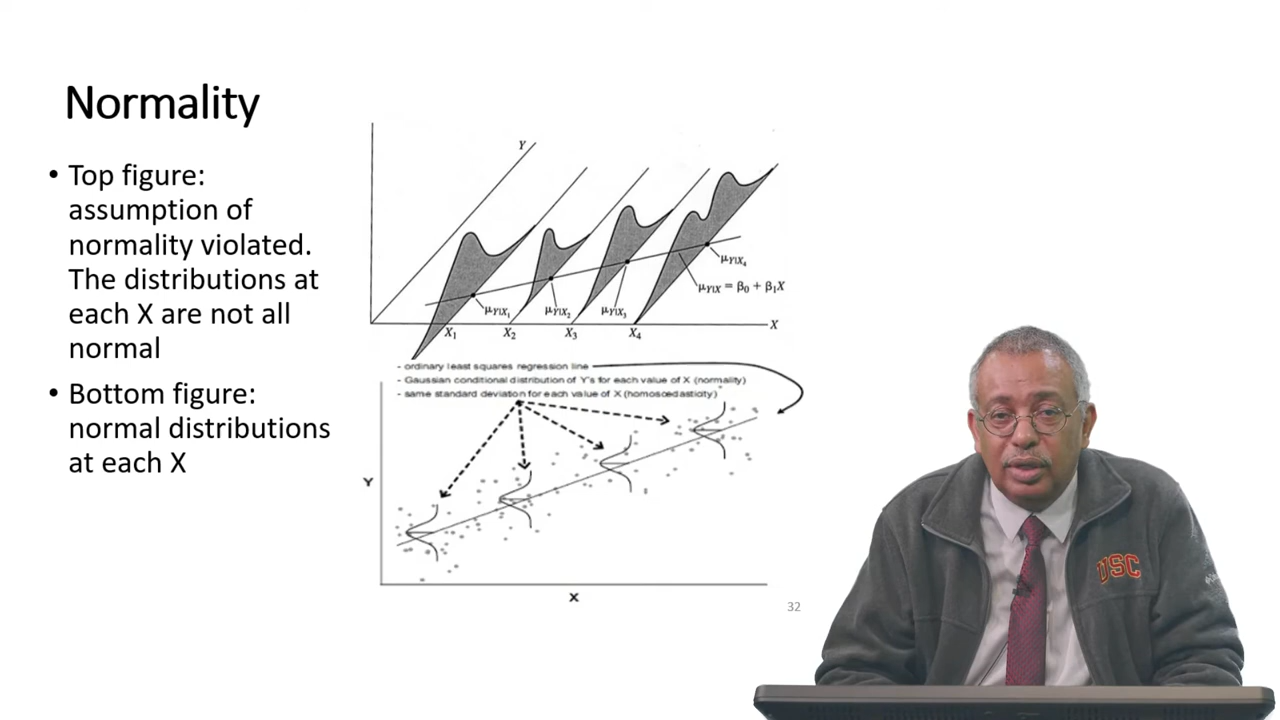 Normality
• Top figure:
assumption of
normality violated.
The distributions at
each X are not all
normal
• Bottom figure:
normal distributions
at each X
Y
μY|X₁
μY|X₂
μY|X₃
μY|X₄
μY|X = β₀ + β₁X
X₁
X₂
X₃
X₄
X
- ordinary least squares regression line
- Gaussian conditional distribution of Y's for each value of X (normality)
- same standard deviation for each value of X (homoscedasticity)
Y
X
32
USC